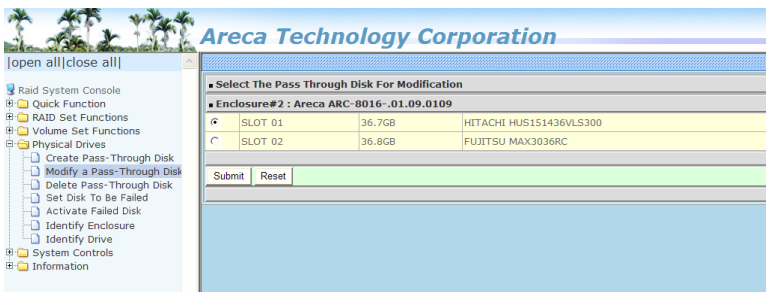 Areca Technology Corporation
|open all|close all|
Raid System Console
Quick Function
RAID Set Functions
Volume Set Functions
Physical Drives
Create Pass-Through Disk
Modify a Pass-Through Disk
Delete Pass-Through Disk
Set Disk To Be Failed
Activate Failed Disk
Identify Enclosure
Identify Drive
System Controls
Information
Select The Pass Through Disk For Modification
Enclosure#2 : Areca ARC-8016-.01.09.0109
SLOT 01 36.7GB HITACHI HUS151436VLS300
SLOT 02 36.8GB FUJITSU MAX3036RC
Submit Reset